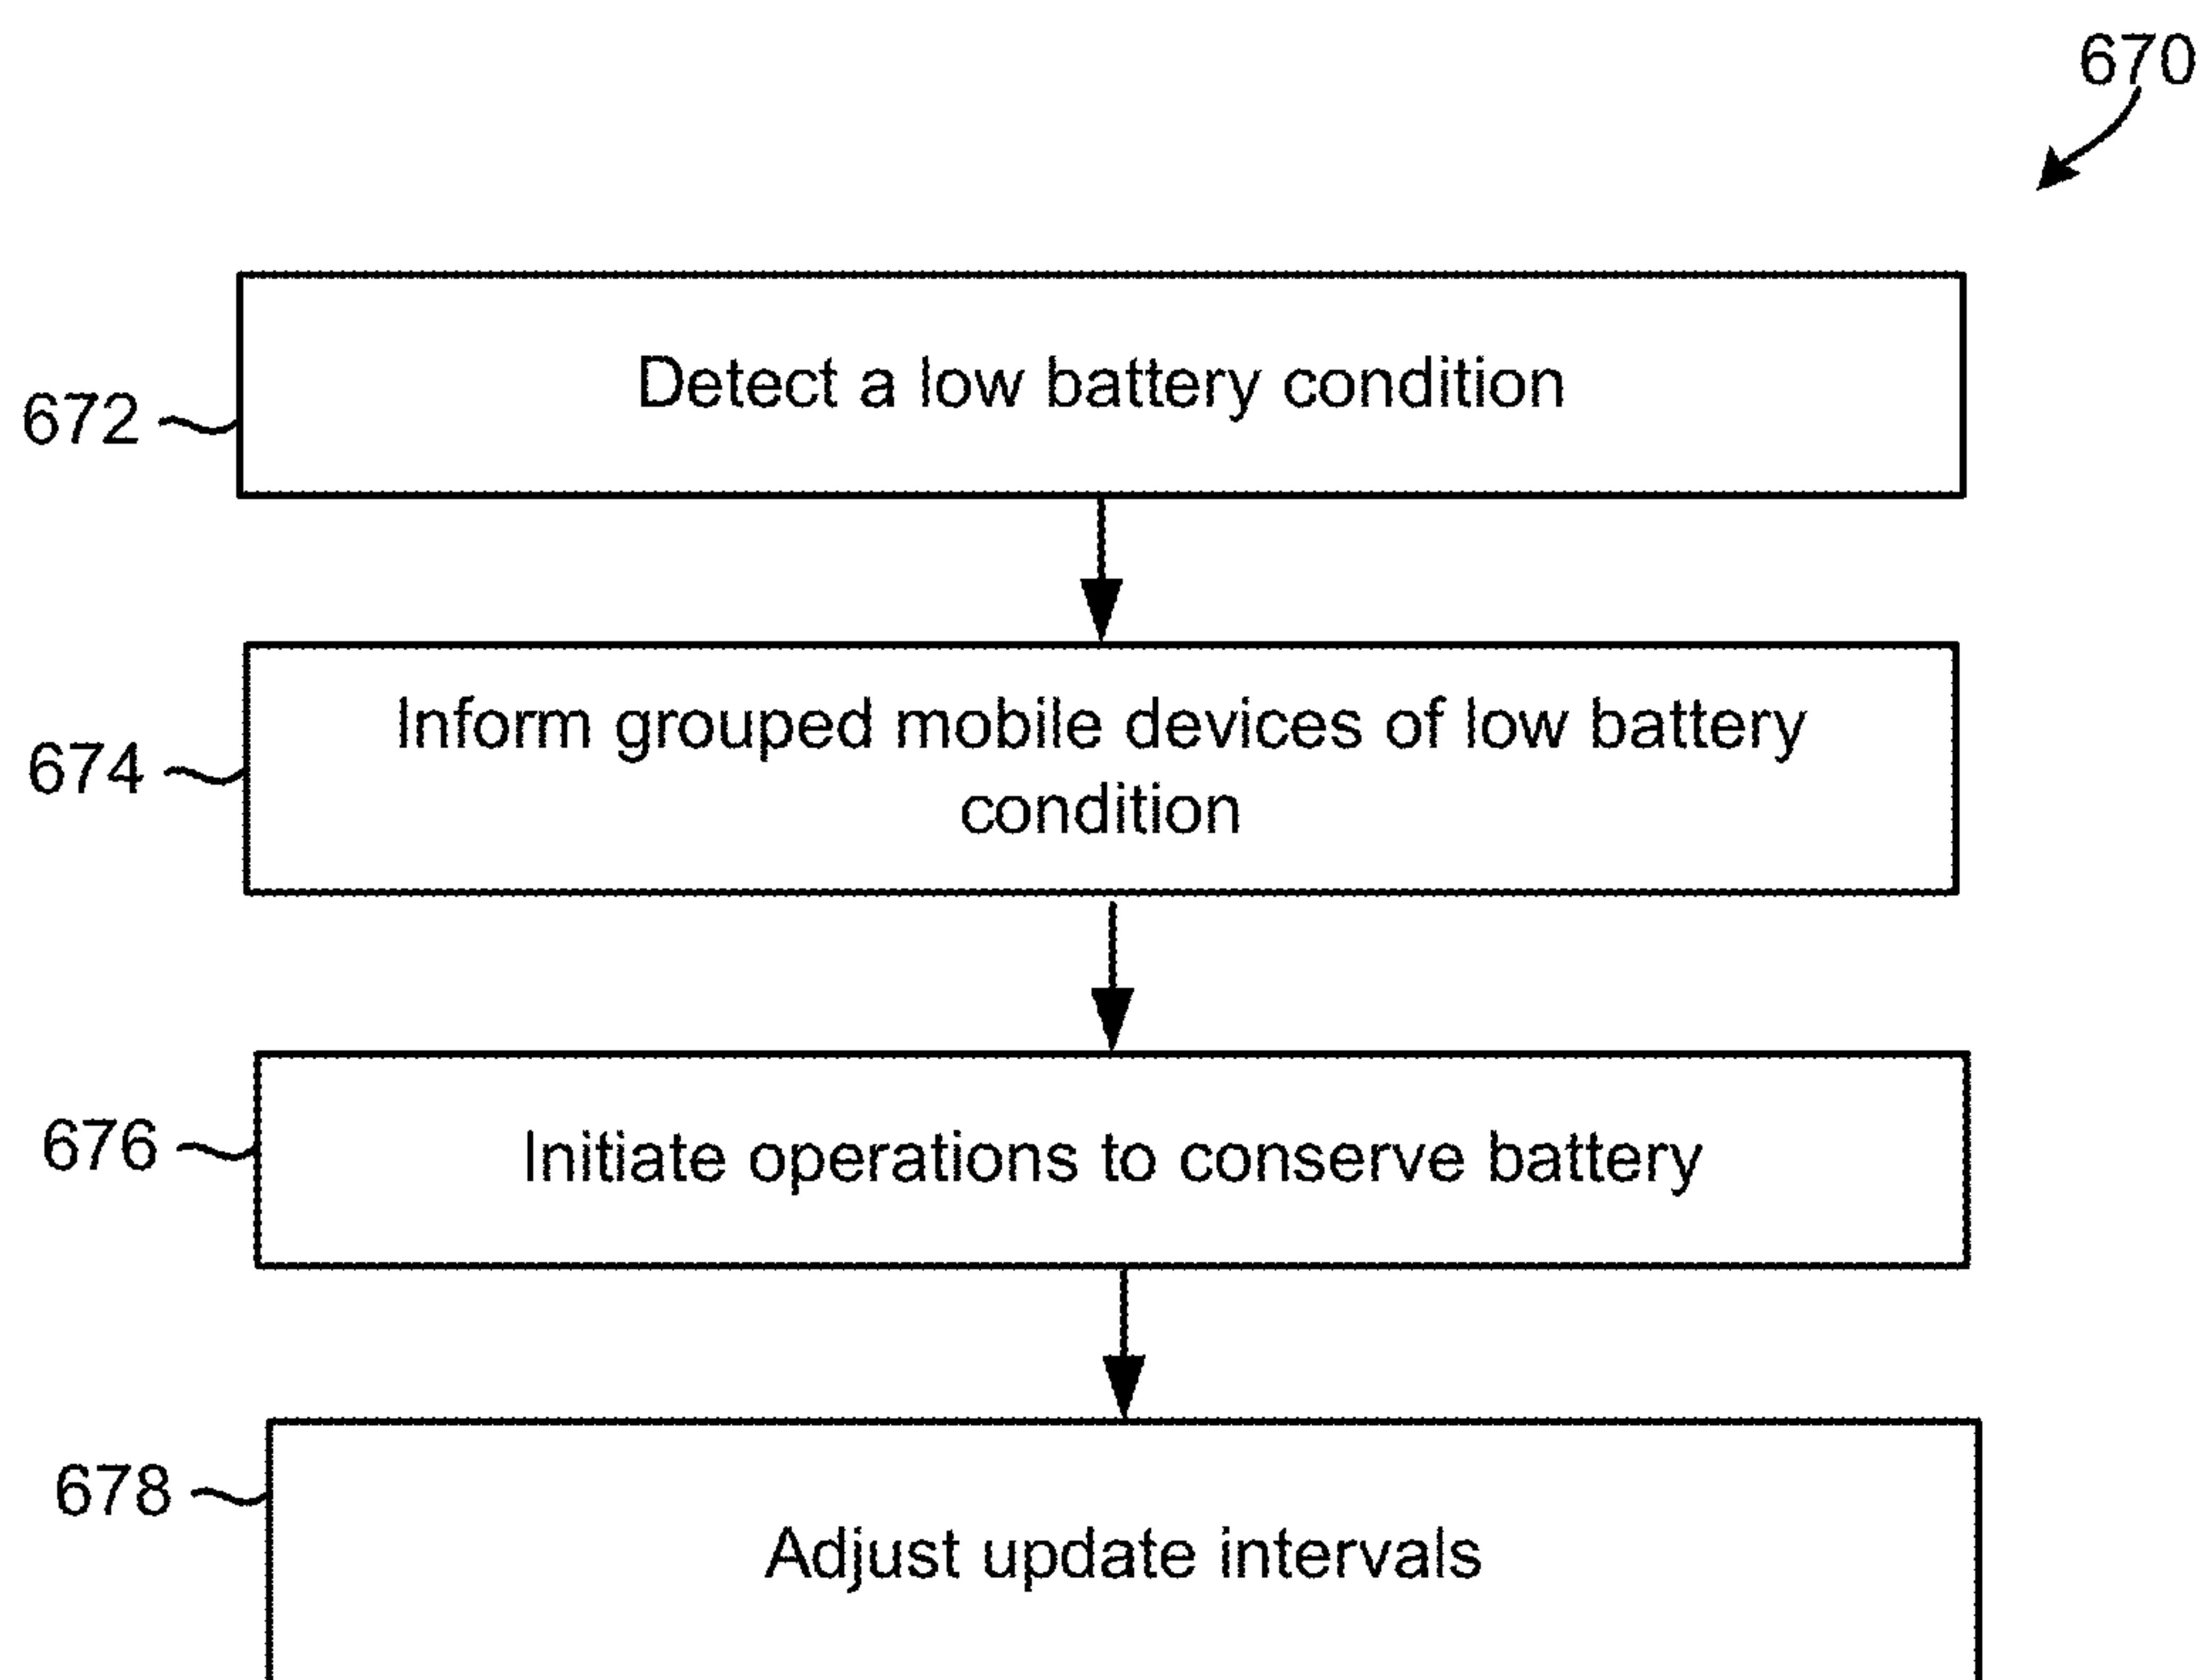 670
Detect a low battery condition
672
Inform grouped mobile devices of low battery
condition
674
Initiate operations to conserve battery
676
678
Adjust update intervals